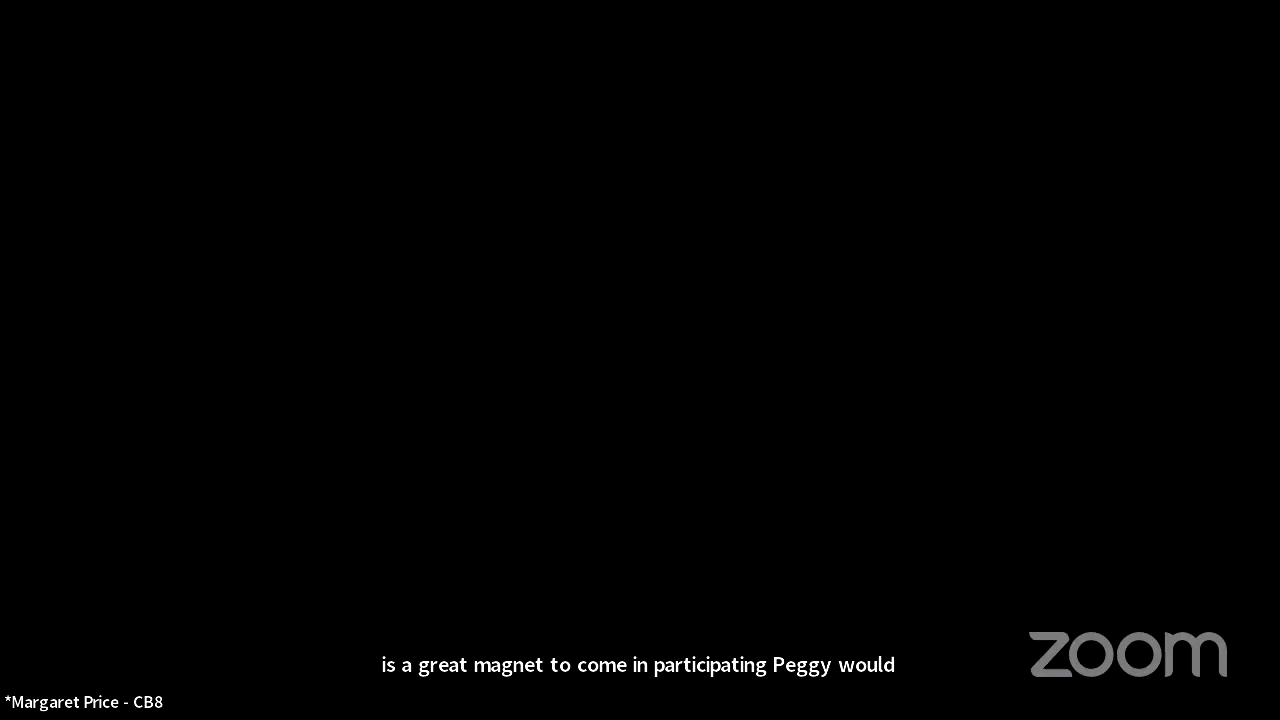 is a great magnet to come in participating Peggy would
zoom
*Margaret Price - CB8